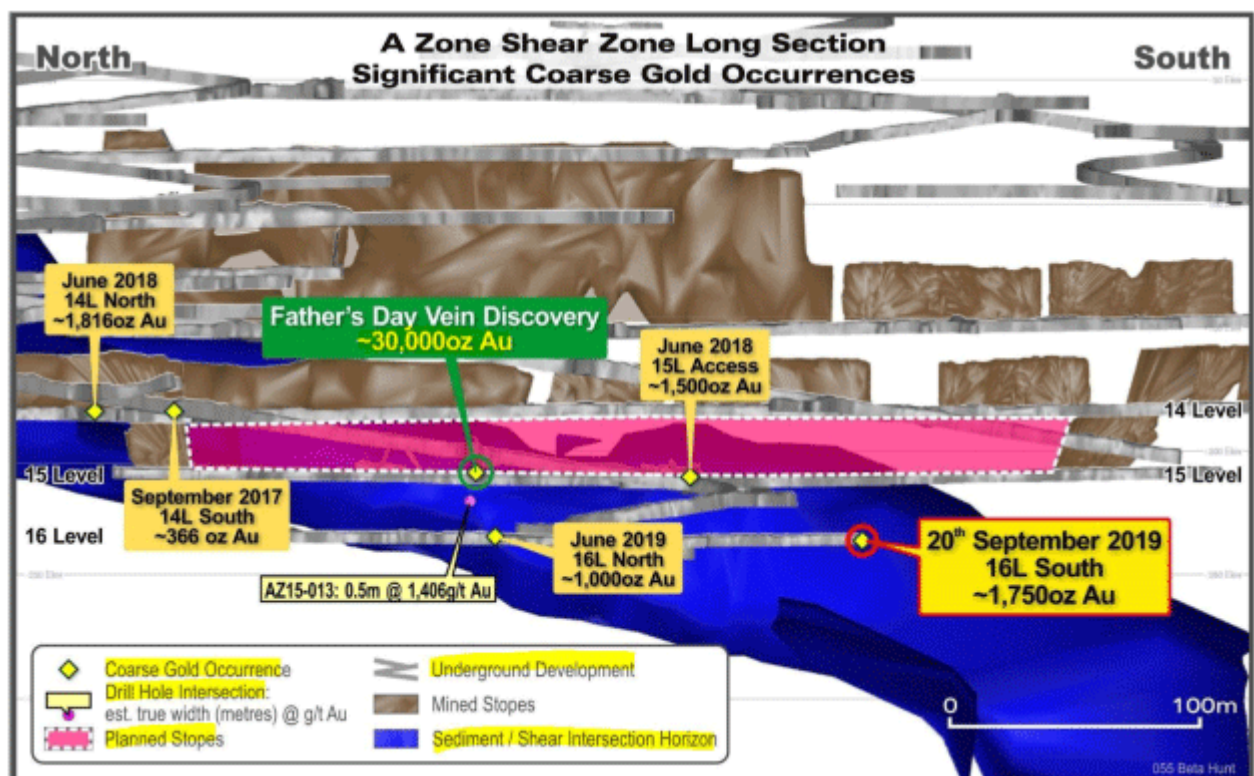 A Zone Shear Zone Long Section
Significant Coarse Gold Occurrences
North
South
June 2018
14L North
~1,816oz Au
Father's Day Vein Discovery
~30,000oz Au
June 2018
15L Access
~1,500oz Au
14 Level
15 Level
15 Level
September 2017
14L South
~366 oz Au
16 Level
June 2019
16L North
~1,000oz Au
20th September 2019
16L South
~1,750oz Au
AZ15-013: 0.5m @ 1,406g/t Au
Coarse Gold Occurrence
Drill Hole Intersection:
est. true width (metres) @ g/t Au
Planned Stopes
Underground Development
Mined Stopes
Sediment / Shear Intersection Horizon
0 100m
055 Beta Hunt